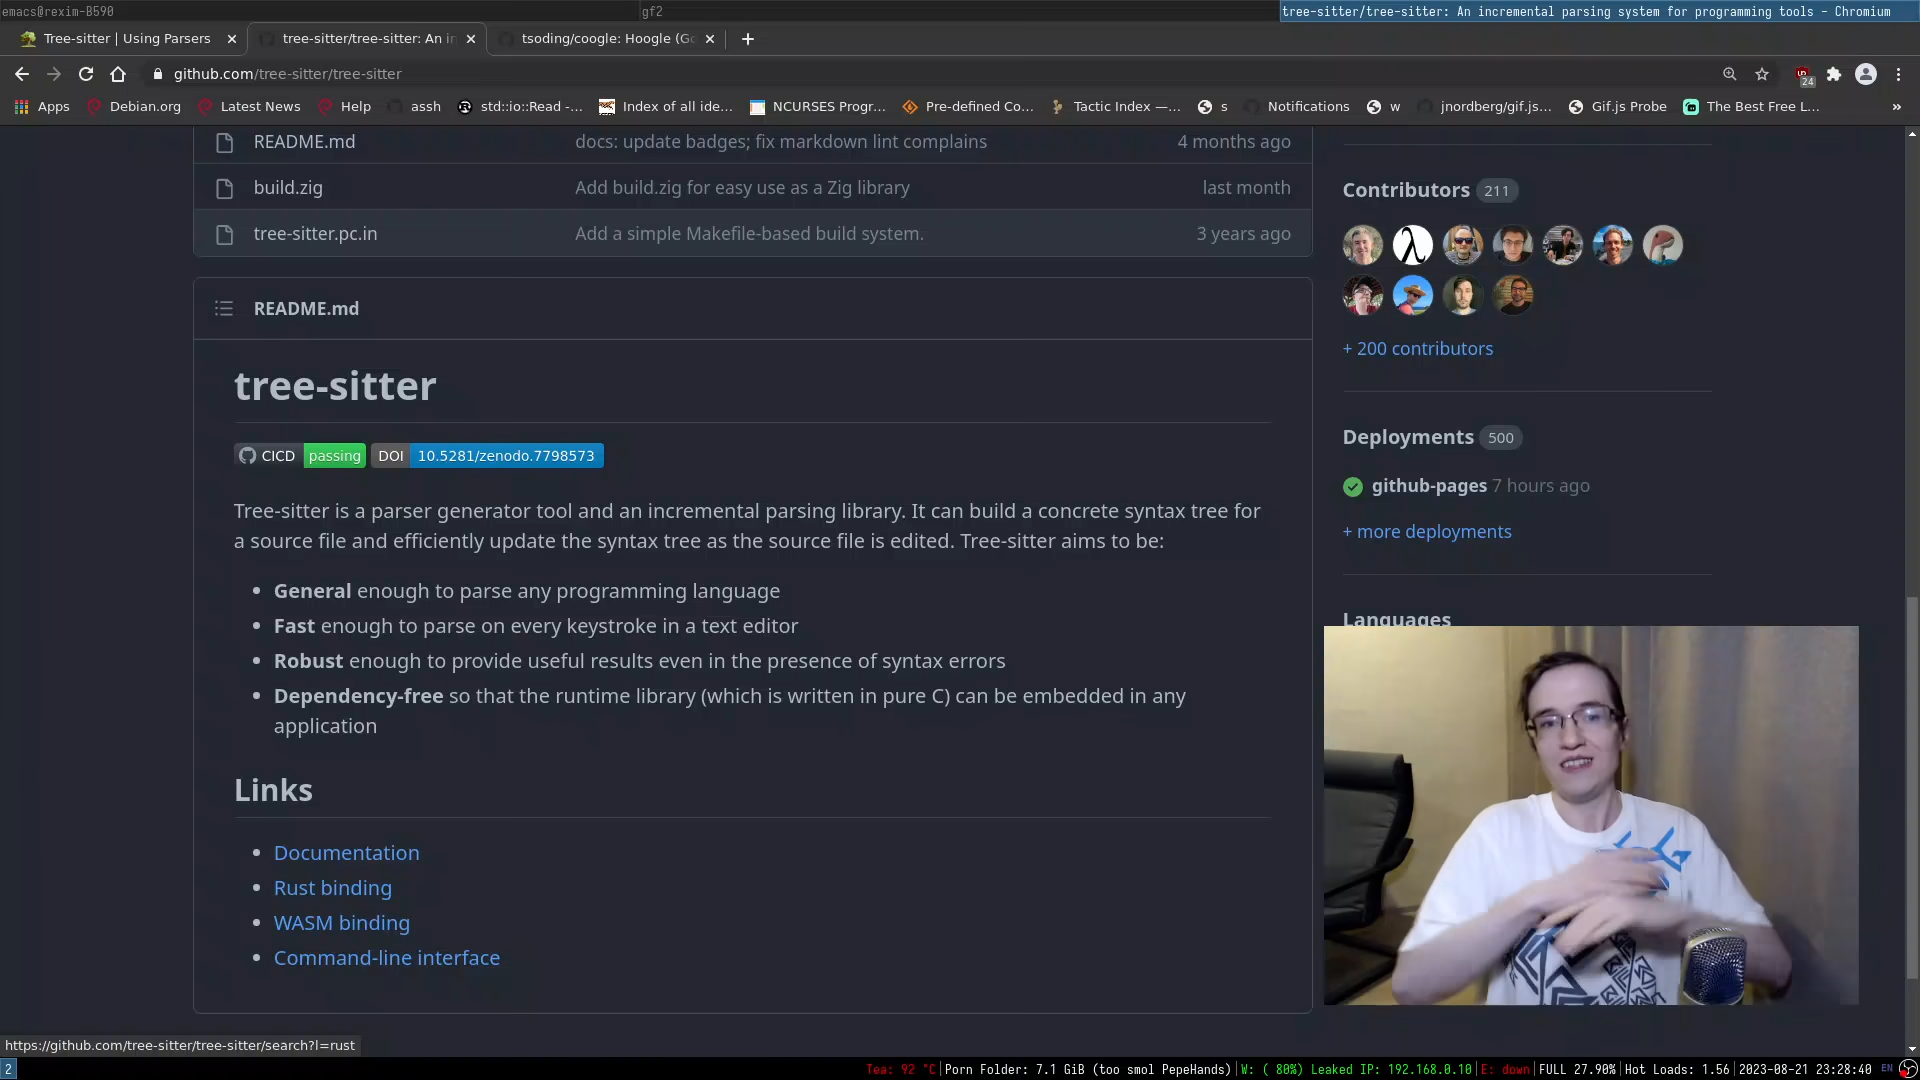 emacs@rexim-B590
gf2
tree-sitter/tree-sitter: An incremental parsing system for programming tools - Chromium
Tree-sitter | Using Parsers
tree-sitter/tree-sitter: An in
tsoding/coogle: Hoogle (Go
github.com/tree-sitter/tree-sitter
24
Apps
Debian.org
Latest News
Help
assh
std::io::Read -...
Index of all ide...
NCURSES Progr...
Pre-defined Co...
Tactic Index —...
s
Notifications
w
jnordberg/gif.js...
Gif.js Probe
The Best Free L...
»
README.md
docs: update badges; fix markdown lint complains
4 months ago
build.zig
Add build.zig for easy use as a Zig library
last month
tree-sitter.pc.in
Add a simple Makefile-based build system.
3 years ago
README.md
tree-sitter
CICD passing DOI 10.5281/zenodo.7798573
Tree-sitter is a parser generator tool and an incremental parsing library. It can build a concrete syntax tree for
a source file and efficiently update the syntax tree as the source file is edited. Tree-sitter aims to be:
• General enough to parse any programming language
• Fast enough to parse on every keystroke in a text editor
• Robust enough to provide useful results even in the presence of syntax errors
• Dependency-free so that the runtime library (which is written in pure C) can be embedded in any
application
Links
• Documentation
• Rust binding
• WASM binding
• Command-line interface
Contributors 211
+ 200 contributors
Deployments 500
github-pages 7 hours ago
+ more deployments
Languages
https://github.com/tree-sitter/tree-sitter/search?l=rust
2
Tea: 92 °C|Porn Folder: 7.1 GiB (too smol PepeHands)|W: ( 80%) Leaked IP: 192.168.0.10|E: down|FULL 27.90%|Hot Loads: 1.56|2023-08-21 23:28:40
EN